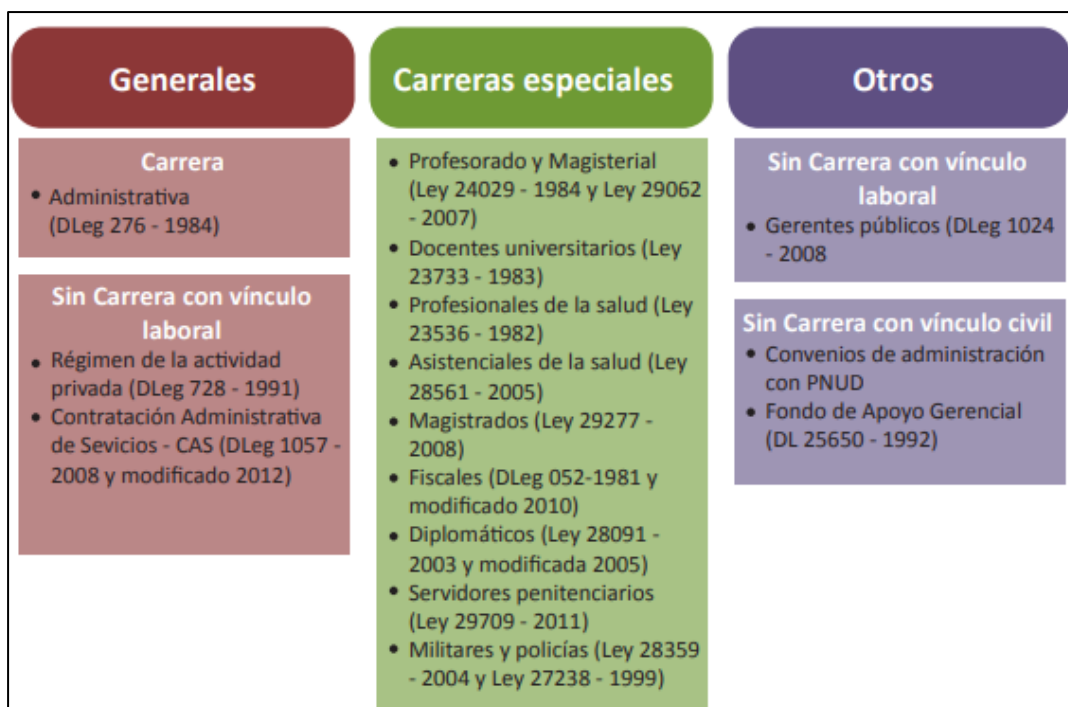 Generales
Carrera
• Administrativa
(DLeg 276 - 1984)
Sin Carrera con vínculo
laboral
• Régimen de la actividad
privada (DLeg 728 - 1991)
• Contratación Administrativa
de Sevicios - CAS (DLeg 1057 -
2008 y modificado 2012)
Carreras especiales
• Profesorado y Magisterial
(Ley 24029 - 1984 y Ley 29062
- 2007)
• Docentes universitarios (Ley
23733 - 1983)
• Profesionales de la salud (Ley
23536 - 1982)
• Asistenciales de la salud (Ley
28561 - 2005)
• Magistrados (Ley 29277 -
2008)
• Fiscales (DLeg 052-1981 y
modificado 2010)
• Diplomáticos (Ley 28091 -
2003 y modificada 2005)
• Servidores penitenciarios
(Ley 29709 - 2011)
• Militares y policías (Ley 28359
- 2004 y Ley 27238 - 1999)
Otros
Sin Carrera con vínculo
laboral
• Gerentes públicos (DLeg 1024
- 2008
Sin Carrera con vínculo civil
• Convenios de administración
con PNUD
• Fondo de Apoyo Gerencial
(DL 25650 - 1992)